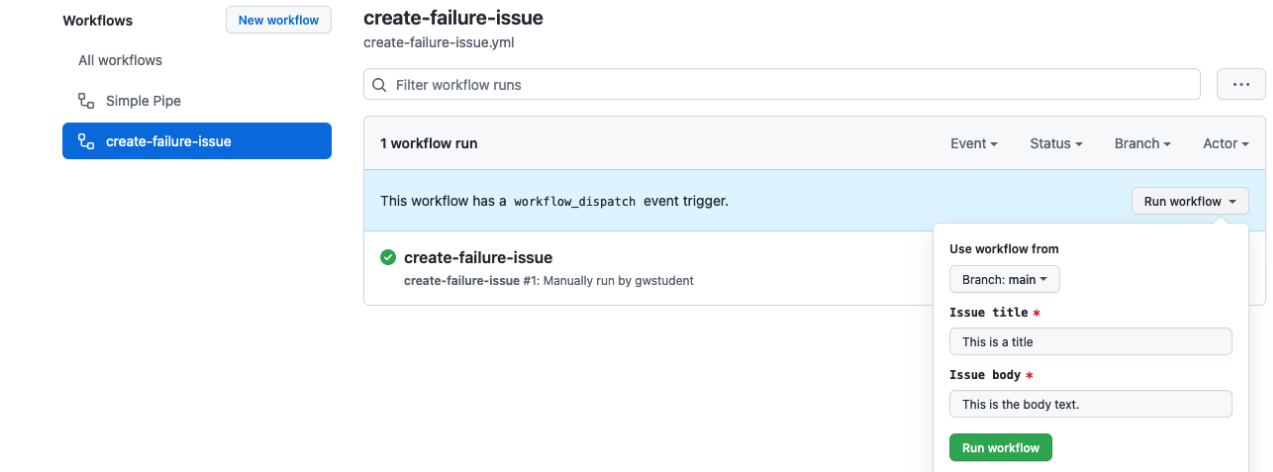 Workflows
New workflow
All workflows
Simple Pipe
create-failure-issue
create-failure-issue
create-failure-issue.yml
Filter workflow runs
1 workflow run Event Status Branch Actor
This workflow has a workflow_dispatch event trigger. Run workflow
create-failure-issue
create-failure-issue #1: Manually run by gwstudent
Use workflow from
Branch: main
Issue title *
This is a title
Issue body *
This is the body text.
Run workflow